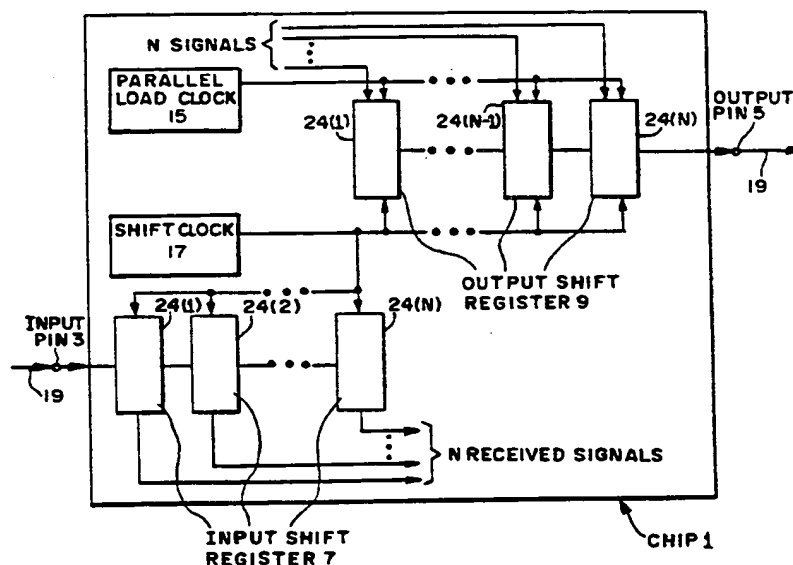 N SIGNALS
PARALLEL
LOAD CLOCK
15
24(1)
24(N-1)
24(N)
OUTPUT
PIN 5
19
SHIFT CLOCK
17
OUTPUT SHIFT
REGISTER 9
INPUT
PIN 3
19
24(1)
24(2)
24(N)
N RECEIVED SIGNALS
INPUT SHIFT
REGISTER 7
CHIP 1